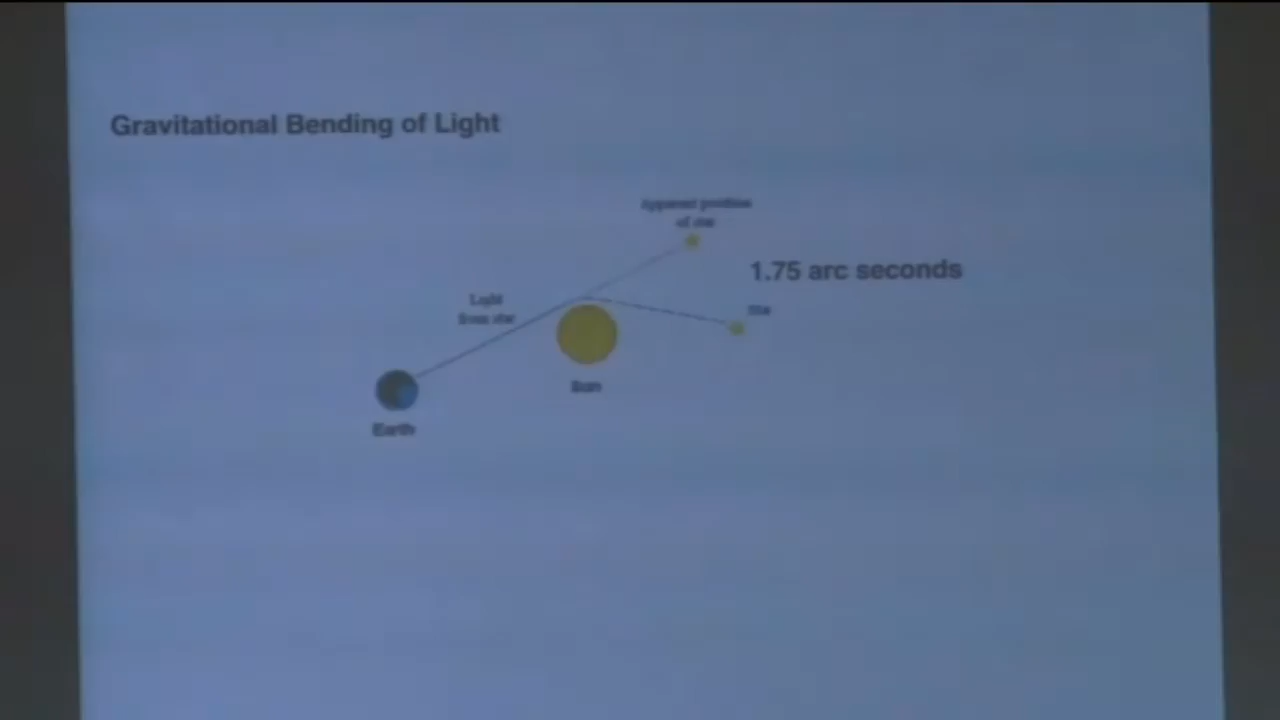 Gravitational Bending of Light
Apparent position
of star
1.75 arc seconds
Light
from star
Star
Sun
Earth